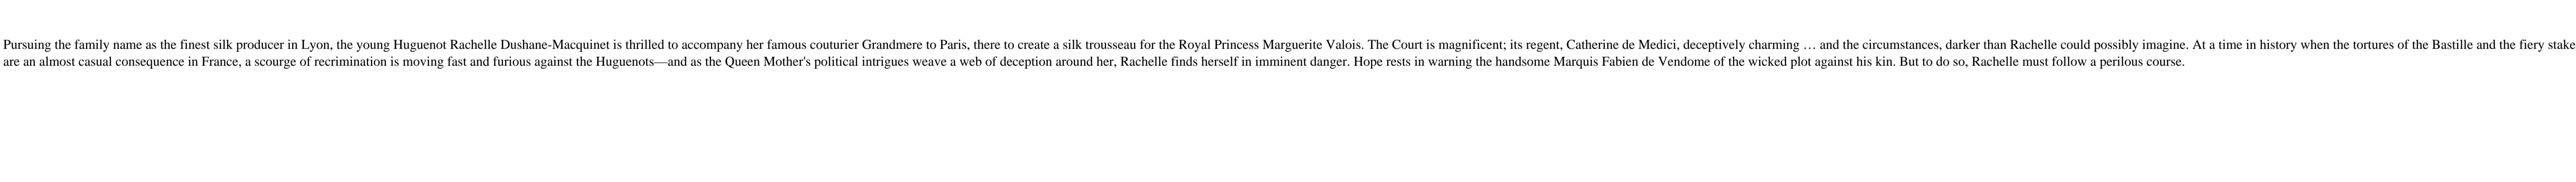 Pursuing the family name as the finest silk producer in Lyon, the young Huguenot Rachelle Dushane-Macquinet is thrilled to accompany her famous couturier Grandmere to Paris, there to create a silk trousseau for the Royal Princess Marguerite Valois. The Court is magnificent; its regent, Catherine de Medici, deceptively charming … and the circumstances, darker than Rachelle could possibly imagine. At a time in history when the tortures of the Bastille and the fiery stake
are an almost casual consequence in France, a scourge of recrimination is moving fast and furious against the Huguenots—and as the Queen Mother's political intrigues weave a web of deception around her, Rachelle finds herself in imminent danger. Hope rests in warning the handsome Marquis Fabien de Vendome of the wicked plot against his kin. But to do so, Rachelle must follow a perilous course.